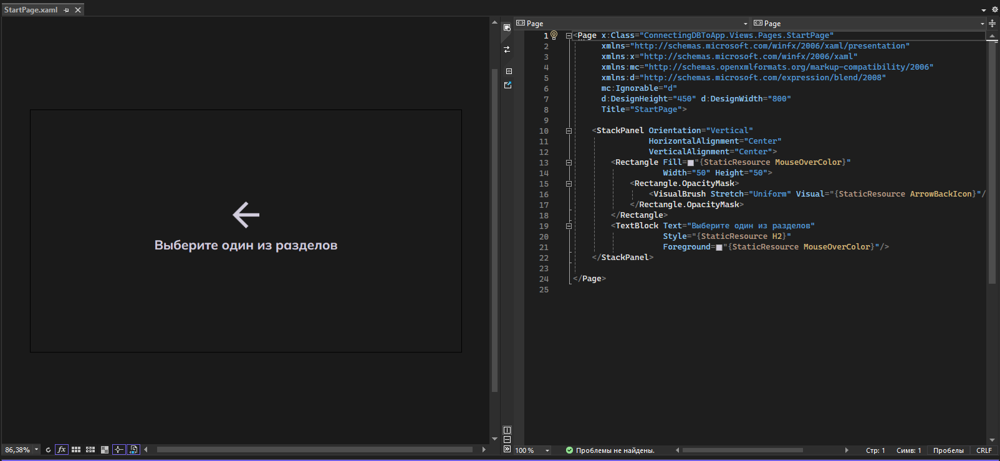 StartPage.xaml
Выберите один из разделов
86,38%
fx
Page
Page
1 <Page x:Class="ConnectingDBToApp.Views.Pages.StartPage"
2 xmlns="http://schemas.microsoft.com/winfx/2006/xaml/presentation"
3 xmlns:x="http://schemas.microsoft.com/winfx/2006/xaml"
4 xmlns:mc="http://schemas.openxmlformats.org/markup-compatibility/2006"
5 xmlns:d="http://schemas.microsoft.com/expression/blend/2008"
6 mc:Ignorable="d"
7 d:DesignHeight="450" d:DesignWidth="800"
8 Title="StartPage">
9
10 <StackPanel Orientation="Vertical"
11 HorizontalAlignment="Center"
12 VerticalAlignment="Center">
13 <Rectangle Fill="{StaticResource MouseOverColor}"
14 Width="50" Height="50">
15 <Rectangle.OpacityMask>
16 <VisualBrush Stretch="Uniform" Visual="{StaticResource ArrowBackIcon}"/
17 </Rectangle.OpacityMask>
18 </Rectangle>
19 <TextBlock Text="Выберите один из разделов"
20 Style="{StaticResource H2}"
21 Foreground="{StaticResource MouseOverColor}"/>
22 </StackPanel>
23
24 </Page>
25
100 %
Проблемы не найдены.
Стр: 1
Симв: 1
Пробелы
CRLF